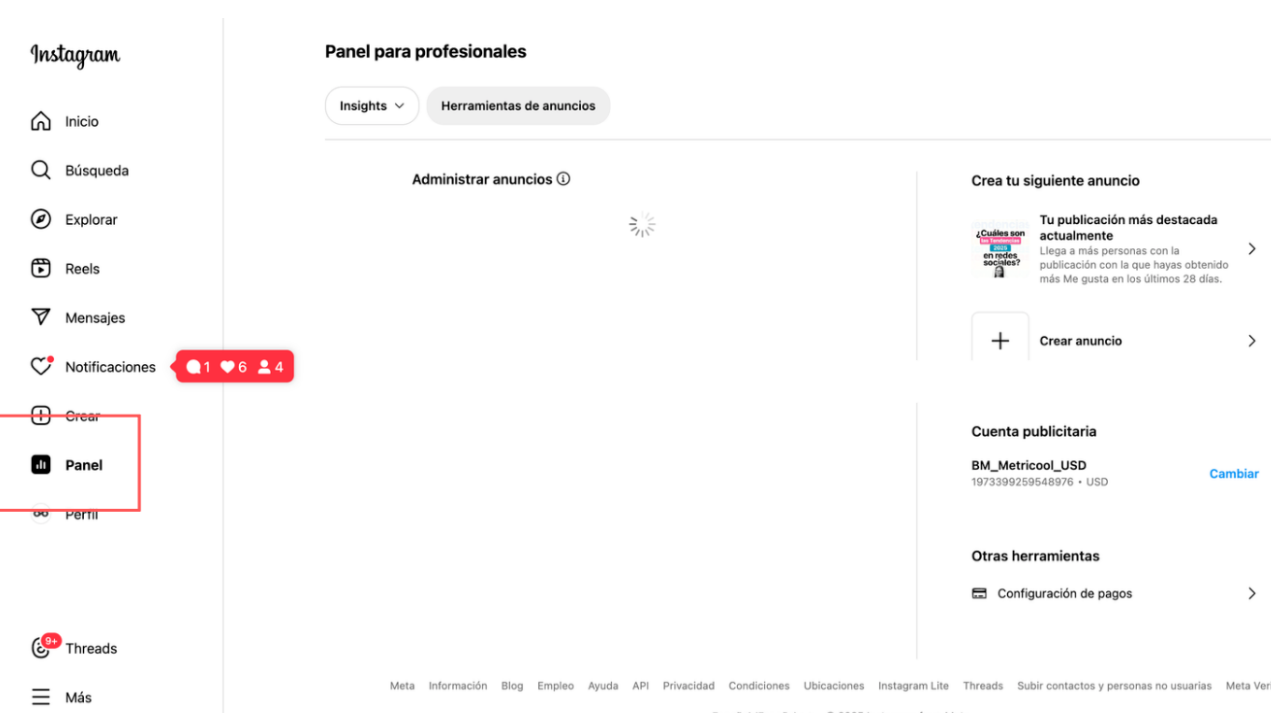 Instagram
Inicio
Búsqueda
Explorar
Reels
Mensajes
Notificaciones
1 6 4
Crear
Panel
Perfil
9+
Threads
Más
Panel para profesionales
Insights
Herramientas de anuncios
Administrar anuncios
Crea tu siguiente anuncio
¿Cuáles son
las Tendencias
2025
en redes
sociales?
Tu publicación más destacada
actualmente
Llega a más personas con la
publicación con la que hayas obtenido
más Me gusta en los últimos 28 días.
Crear anuncio
Cuenta publicitaria
BM_Metricool_USD
1973399259548976 • USD
Cambiar
Otras herramientas
Configuración de pagos
Meta Información Blog Empleo Ayuda API Privacidad Condiciones Ubicaciones Instagram Lite Threads Subir contactos y personas no usuarias Meta Veri